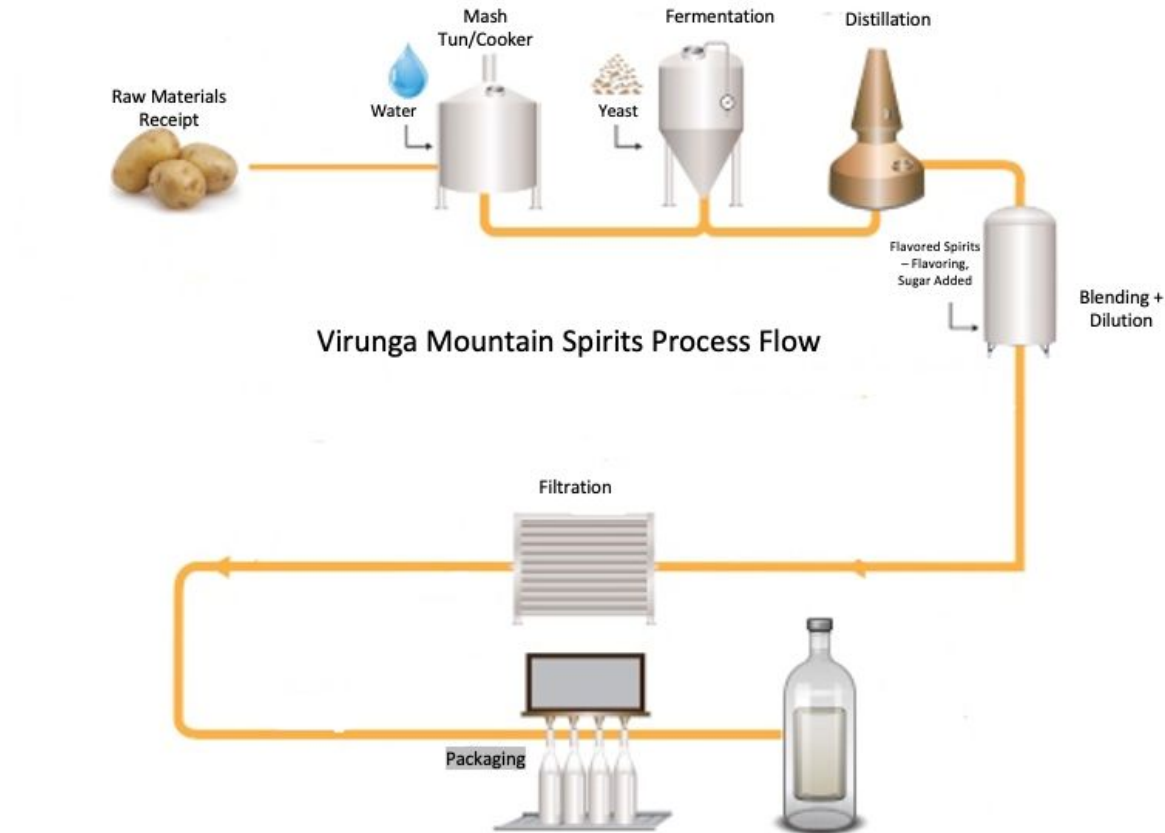 Mash
Tun/Cooker
Fermentation
Distillation
Raw Materials
Receipt
Water
Yeast
Flavored Spirits
– Flavoring,
Sugar Added
Blending +
Dilution
Virunga Mountain Spirits Process Flow
Filtration
Packaging